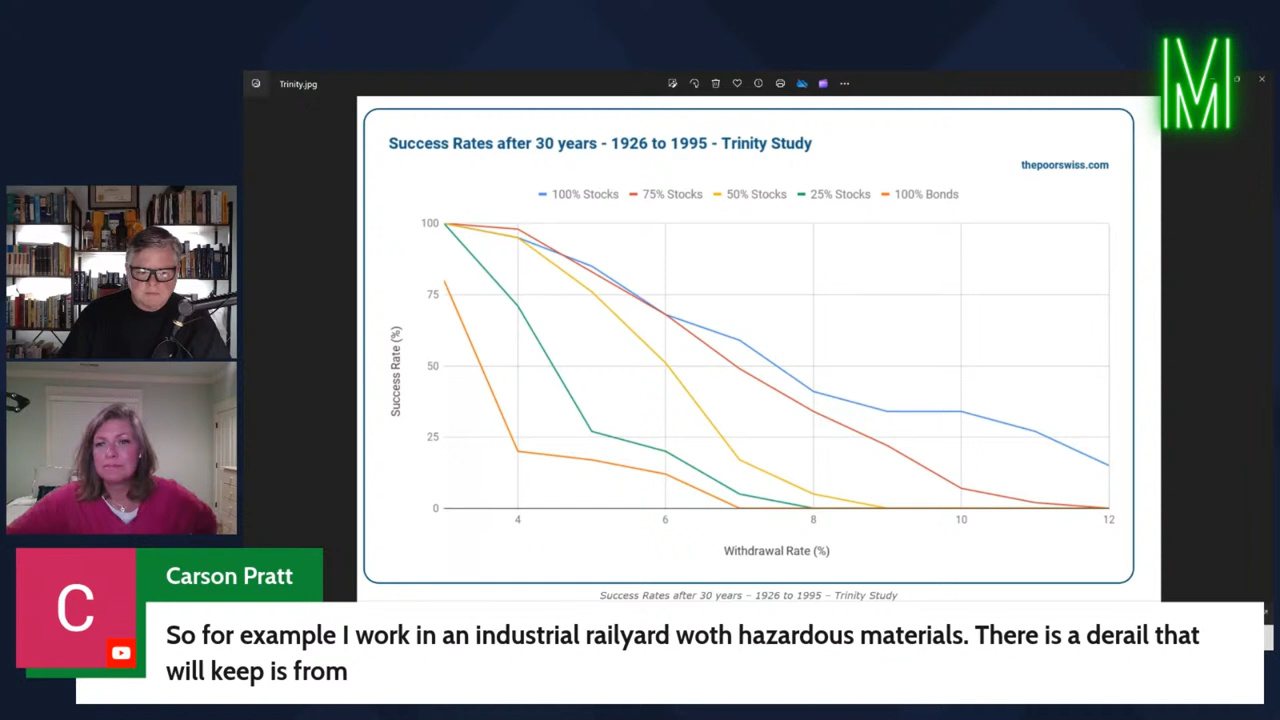 Trinity.jpg
M
Success Rates after 30 years - 1926 to 1995 - Trinity Study
thepoorswiss.com
100% Stocks 75% Stocks 50% Stocks 25% Stocks 100% Bonds
100
75
50
25
0
Success Rate (%)
4 6 8 10 12
Withdrawal Rate (%)
Success Rates after 30 years – 1926 to 1995 – Trinity Study
C
Carson Pratt
So for example I work in an industrial railyard woth hazardous materials. There is a derail that
will keep is from